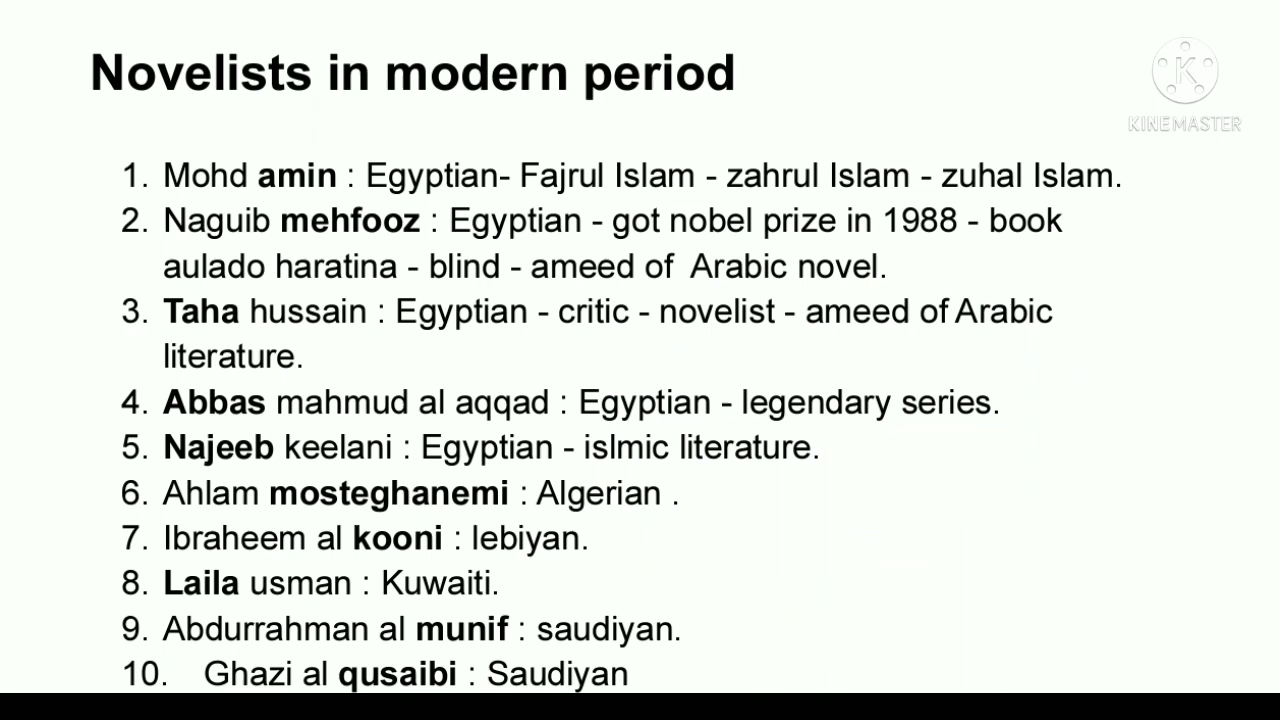 Novelists in modern period
K
KINEMASTER
1. Mohd amin : Egyptian- Fajrul Islam - zahrul Islam - zuhal Islam.
2. Naguib mehfooz : Egyptian - got nobel prize in 1988 - book
aulado haratina - blind - ameed of Arabic novel.
3. Taha hussain : Egyptian - critic - novelist - ameed of Arabic
literature.
4. Abbas mahmud al aqqad : Egyptian - legendary series.
5. Najeeb keelani : Egyptian - islmic literature.
6. Ahlam mosteghanemi : Algerian .
7. Ibraheem al kooni : lebiyan.
8. Laila usman : Kuwaiti.
9. Abdurrahman al munif : saudiyan.
10. Ghazi al qusaibi : Saudiyan